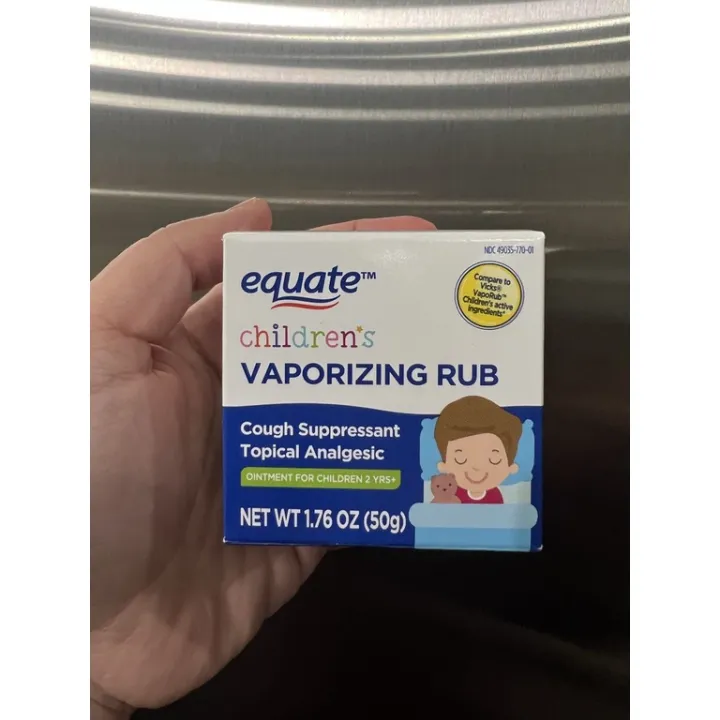 NDC 49035-770-01
equate™
Compare to
Vicks®
VapoRub™
Children's active
ingredients*
children's
VAPORIZING RUB
Cough Suppressant
Topical Analgesic
OINTMENT FOR CHILDREN 2 YRS+
NET WT 1.76 OZ (50g)